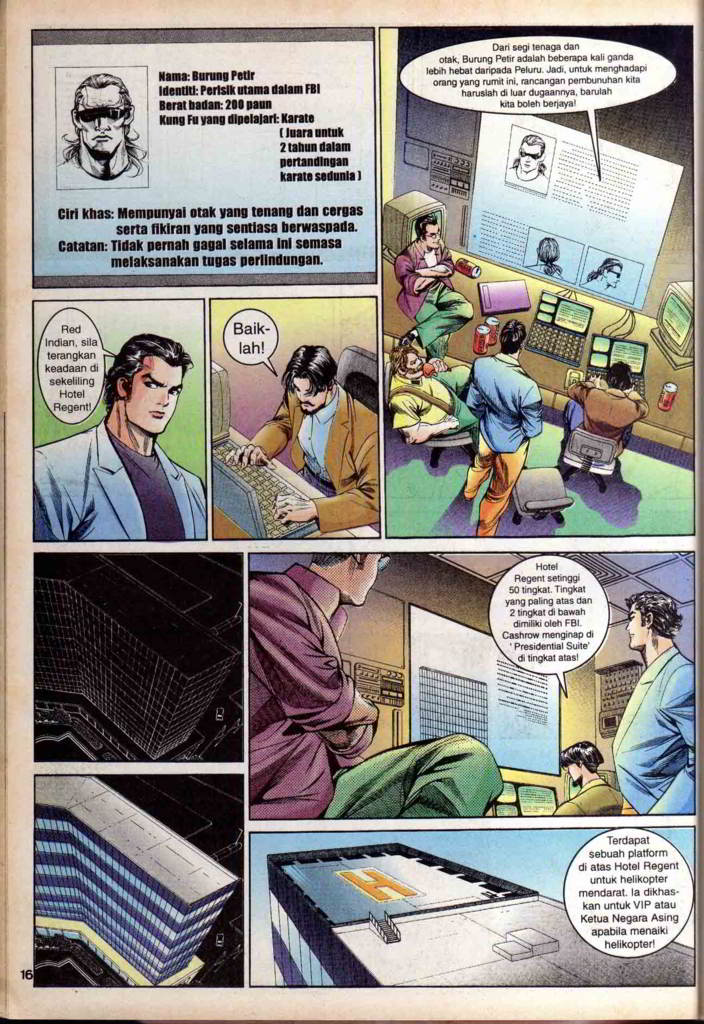 Nama: Burung Petir
Identiti: Perisik utama dalam FBI
Berat badan: 200 paun
Kung Fu yang dipelajari: Karate
( Juara untuk
2 tahun dalam
pertandingan
karate sedunia )
Ciri khas: Mempunyai otak yang tenang dan cergas
serta fikiran yang sentiasa berwaspada.
Catatan: Tidak pernah gagal selama ini semasa
melaksanakan tugas perlindungan.
Dari segi tenaga dan
otak, Burung Petir adalah beberapa kali ganda
lebih hebat daripada Peluru. Jadi, untuk menghadapi
orang yang rumit ini, rancangan pembunuhan kita
haruslah di luar dugaannya, barulah
kita boleh berjaya!
Red
Indian, sila
terangkan
keadaan di
sekeliling
Hotel
Regent!
Baik-
lah!
Hotel
Regent setinggi
50 tingkat. Tingkat
yang paling atas dan
2 tingkat di bawah
dimiliki oleh FBI.
Cashrow menginap di
' Presidential Suite'
di tingkat atas!
H
Terdapat
sebuah platform
di atas Hotel Regent
untuk helikopter
mendarat. Ia dikhas-
kan untuk VIP atau
Ketua Negara Asing
apabila menaiki
helikopter!
16